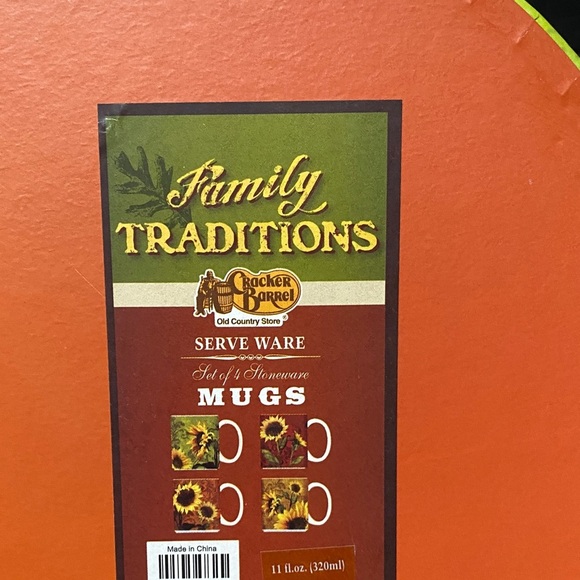 Family
TRADITIONS
Cracker
Barrel
Old Country Store®
SERVE WARE
Set of 4 Stoneware
MUGS
Made in China
11 fl.oz. (320ml)